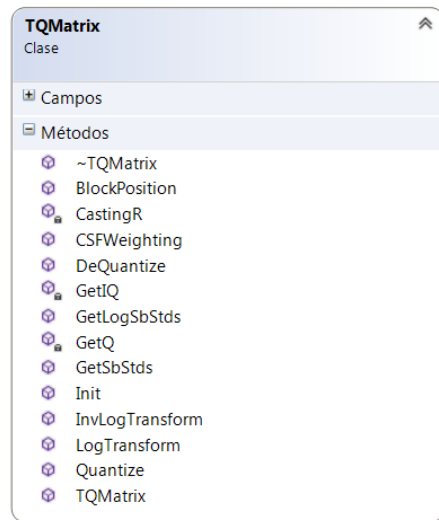 TQMatrix
Clase
Campos
Métodos
~TQMatrix
BlockPosition
CastingR
CSFWeighting
DeQuantize
GetIQ
GetLogSbStds
GetQ
GetSbStds
Init
InvLogTransform
LogTransform
Quantize
TQMatrix